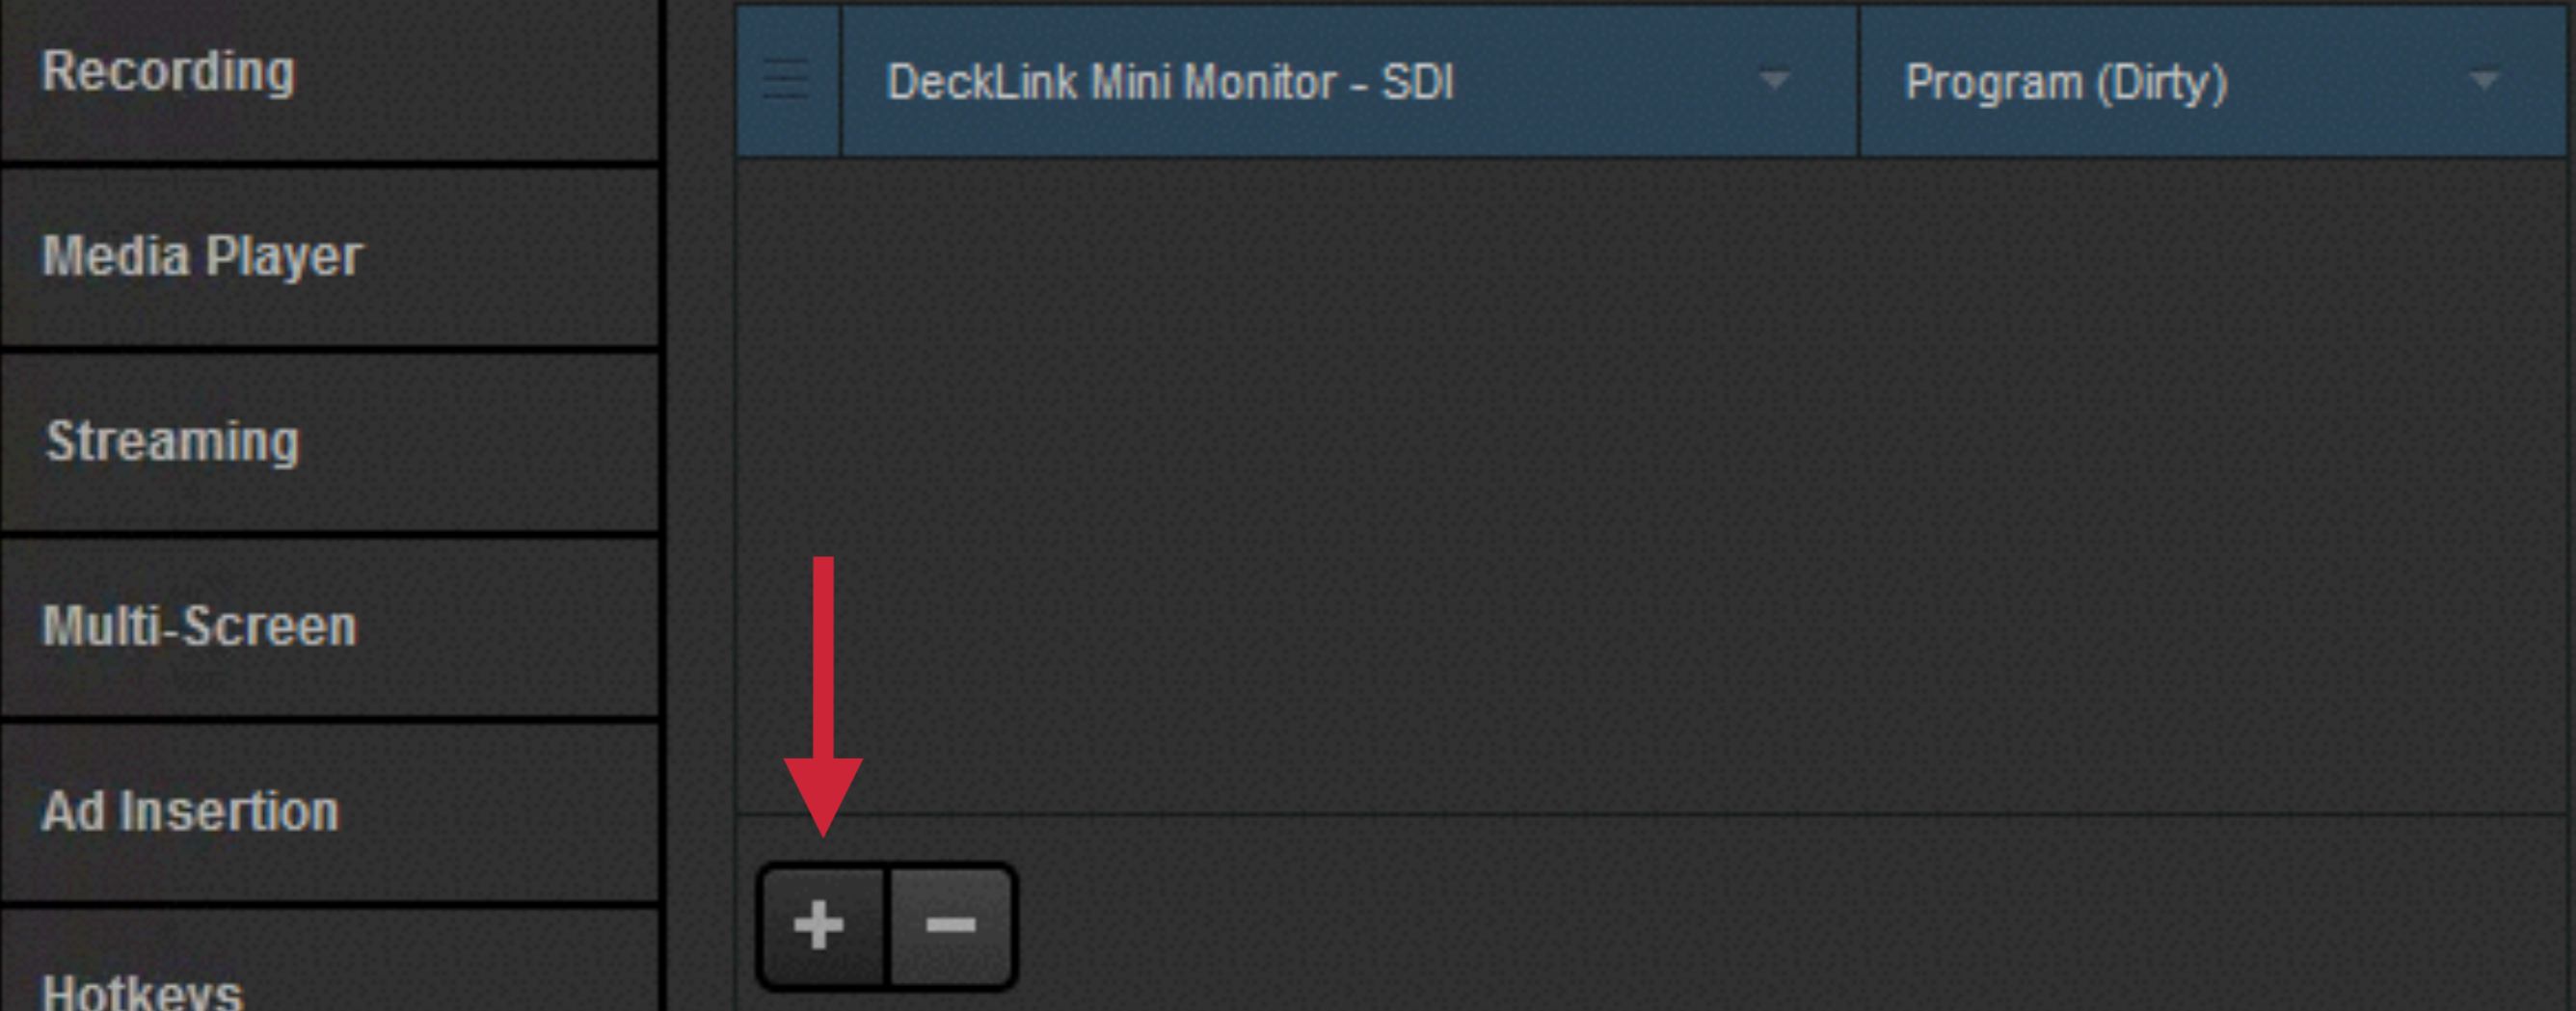 Recording
DeckLink Mini Monitor - SDI
Program (Dirty)
Media Player
Streaming
Multi-Screen
Ad Insertion
Hotkeys